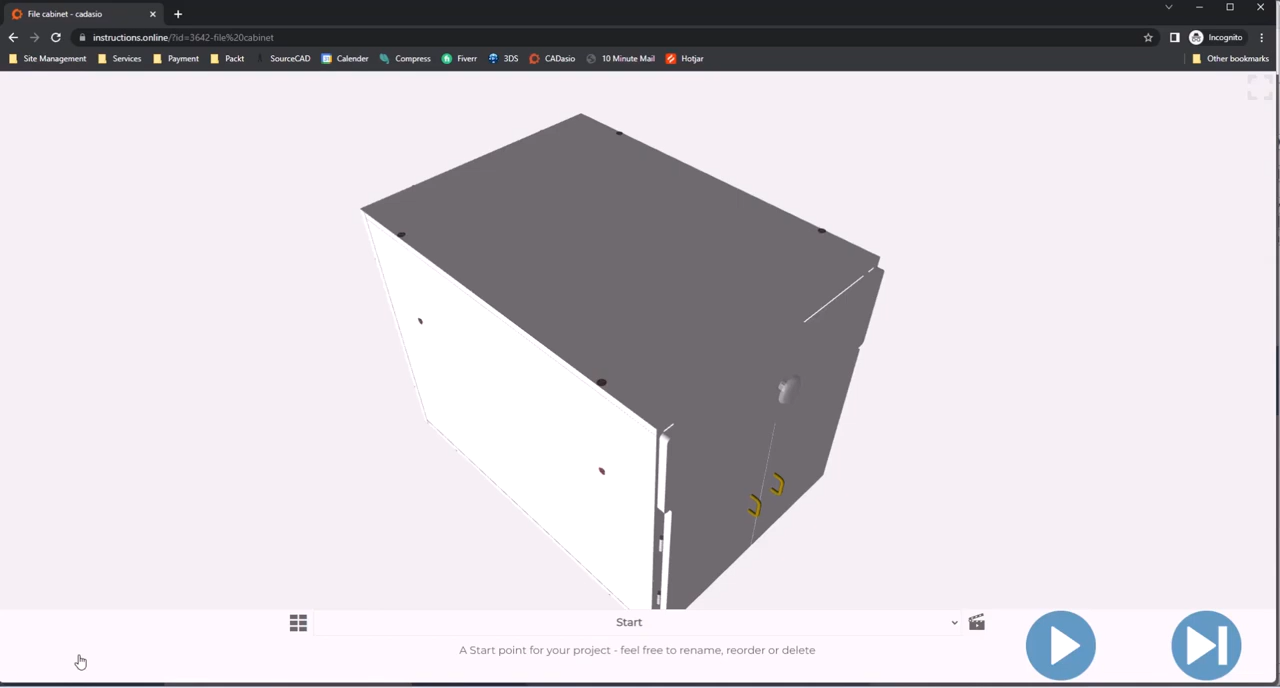 File cabinet - cadasio
instructions.online/?id=3642-file%20cabinet
Incognito
Site Management Services Payment Packt SourceCAD Calender Compress Fiverr 3DS CADasio 10 Minute Mail Hotjar Other bookmarks
Start
A Start point for your project - feel free to rename, reorder or delete